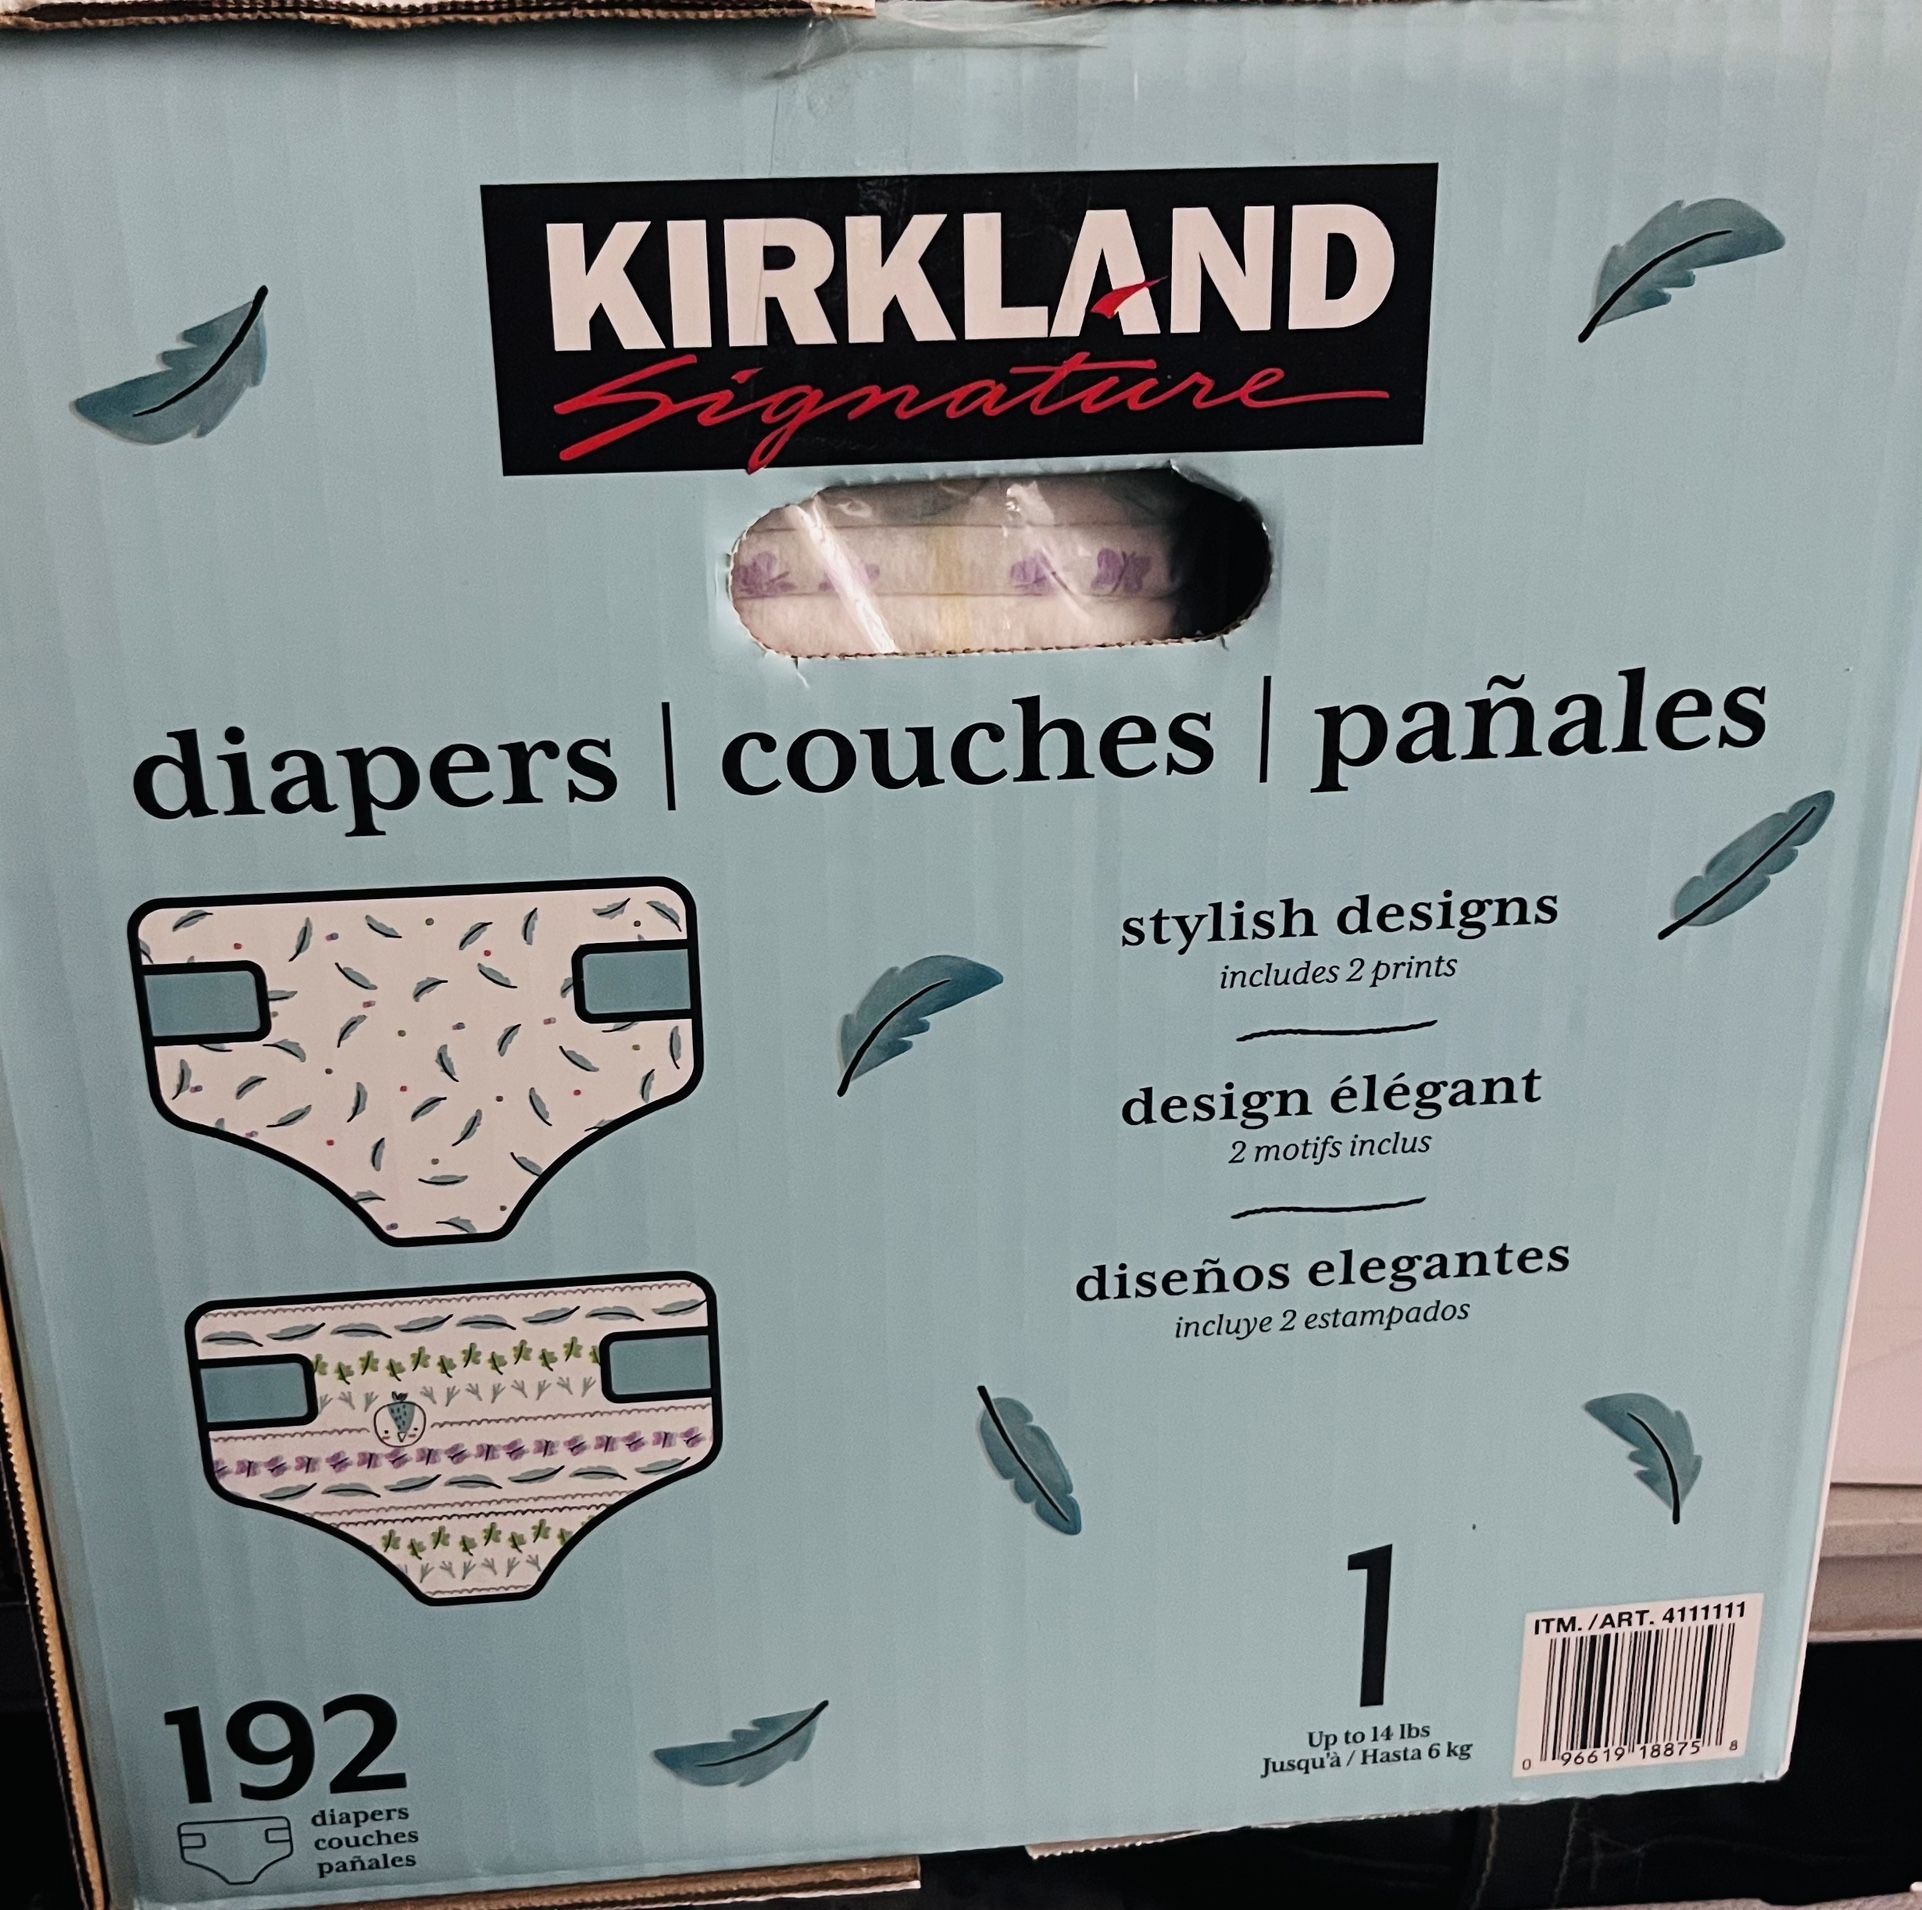 KIRKLAND
Signature
diapers | couches | pañales
stylish designs
includes 2 prints
design élégant
2 motifs inclus
diseños elegantes
incluye 2 estampados
192
diapers
couches
pañales
1
Up to 14 lbs
Jusqu'à / Hasta 6 kg
ITM. /ART. 4111111
0 96619 18875 8